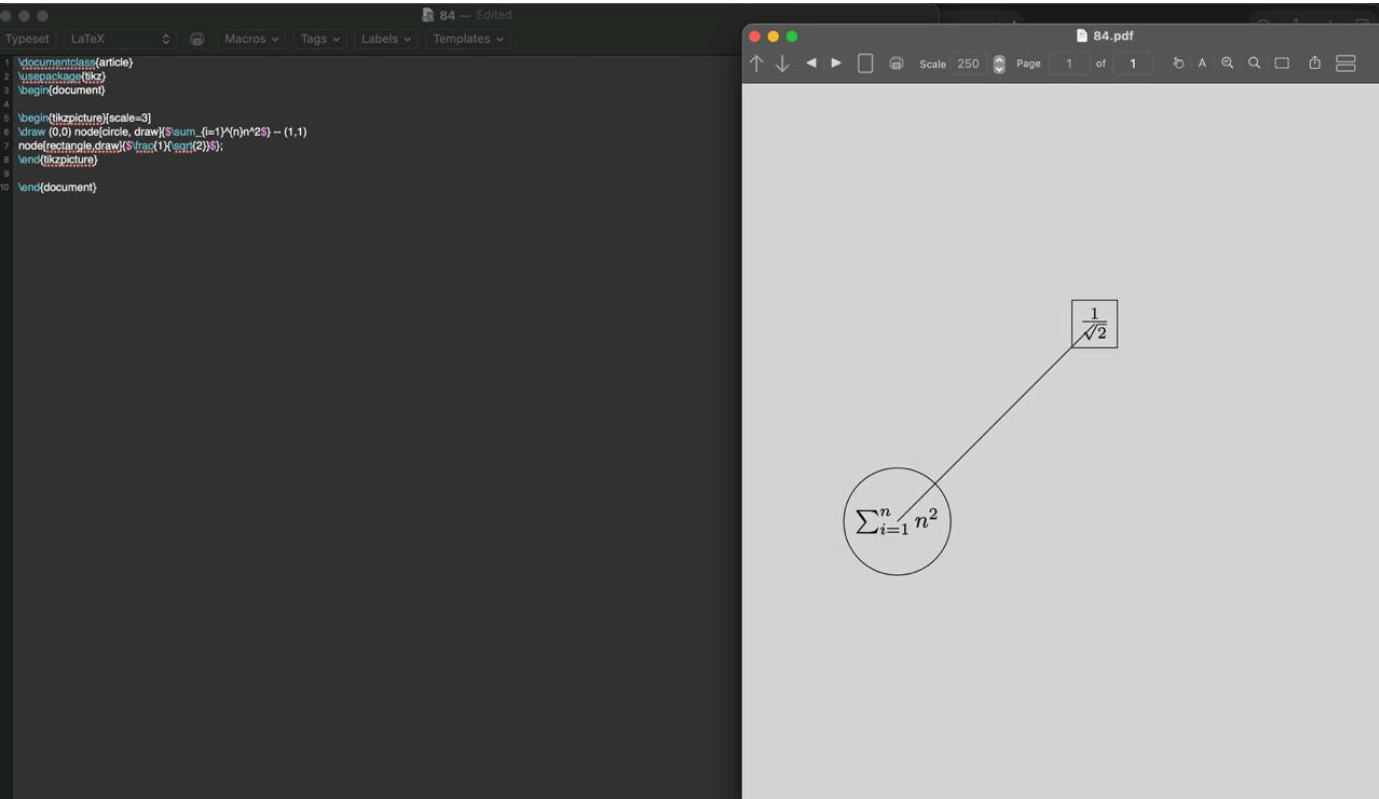 84 — Edited
Typeset LaTeX Macros Tags Labels Templates
1 \documentclass{article}
2 \usepackage{tikz}
3 \begin{document}
4
5 \begin{tikzpicture}[scale=3]
6 \draw (0,0) node[circle, draw]{$\sum_{i=1}^{n}n^2$} -- (1,1)
7 node[rectangle,draw]{$\frac{1}{\sqrt{2}}$};
8 \end{tikzpicture}
9
10 \end{document}
84.pdf
Scale 250 Page 1 of 1 A
1
√2
∑ n i=1 n²